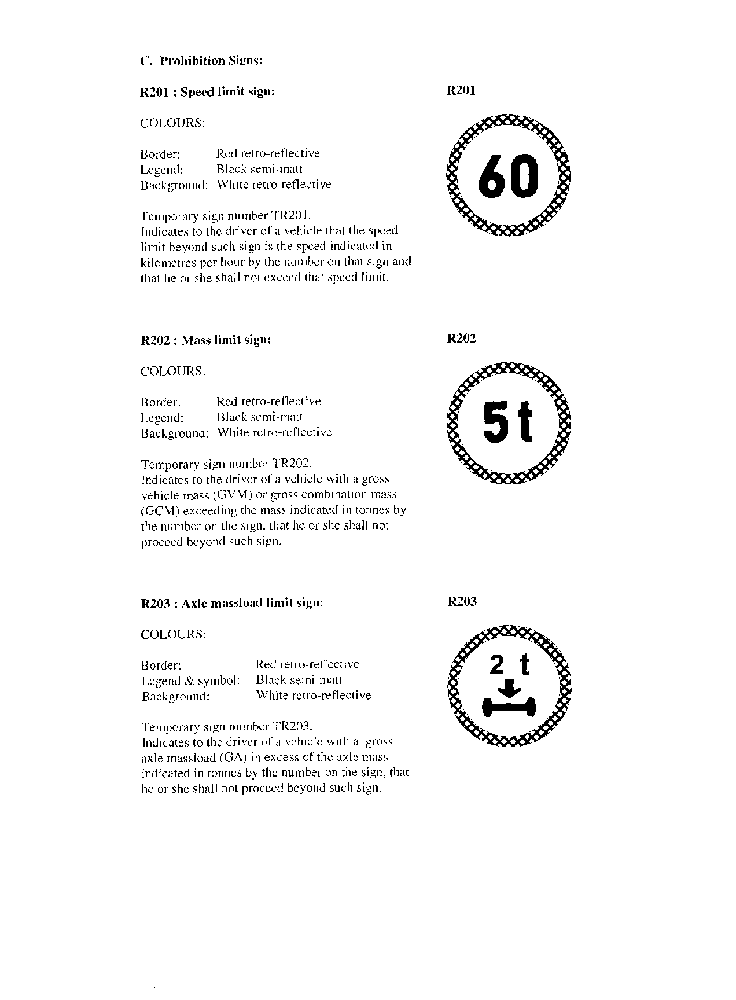 C. Prohibition Signs:
R201 : Speed limit sign:
R201
COLOURS:
Border: Red retro-reflective
Legend: Black semi-matt
Background: White retro-reflective
60
Temporary sign number TR201.
Indicates to the driver of a vehicle that the speed
limit beyond such sign is the speed indicated in
kilometres per hour by the number on that sign and
that he or she shall not exceed that speed limit.
R202 : Mass limit sign:
R202
COLOURS:
Border: Red retro-reflective
Legend: Black semi-matt
Background: White retro-reflective
5 t
Temporary sign number TR202.
Indicates to the driver of a vehicle with a gross
vehicle mass (GVM) or gross combination mass
(GCM) exceeding the mass indicated in tonnes by
the number on the sign, that he or she shall not
proceed beyond such sign.
R203 : Axle massload limit sign:
R203
COLOURS:
Border: Red retro-reflective
Legend & symbol: Black semi-matt
Background: White retro-reflective
2 t
Temporary sign number TR203.
Indicates to the driver of a vehicle with a gross
axle massload (GA) in excess of the axle mass
indicated in tonnes by the number on the sign, that
he or she shall not proceed beyond such sign.